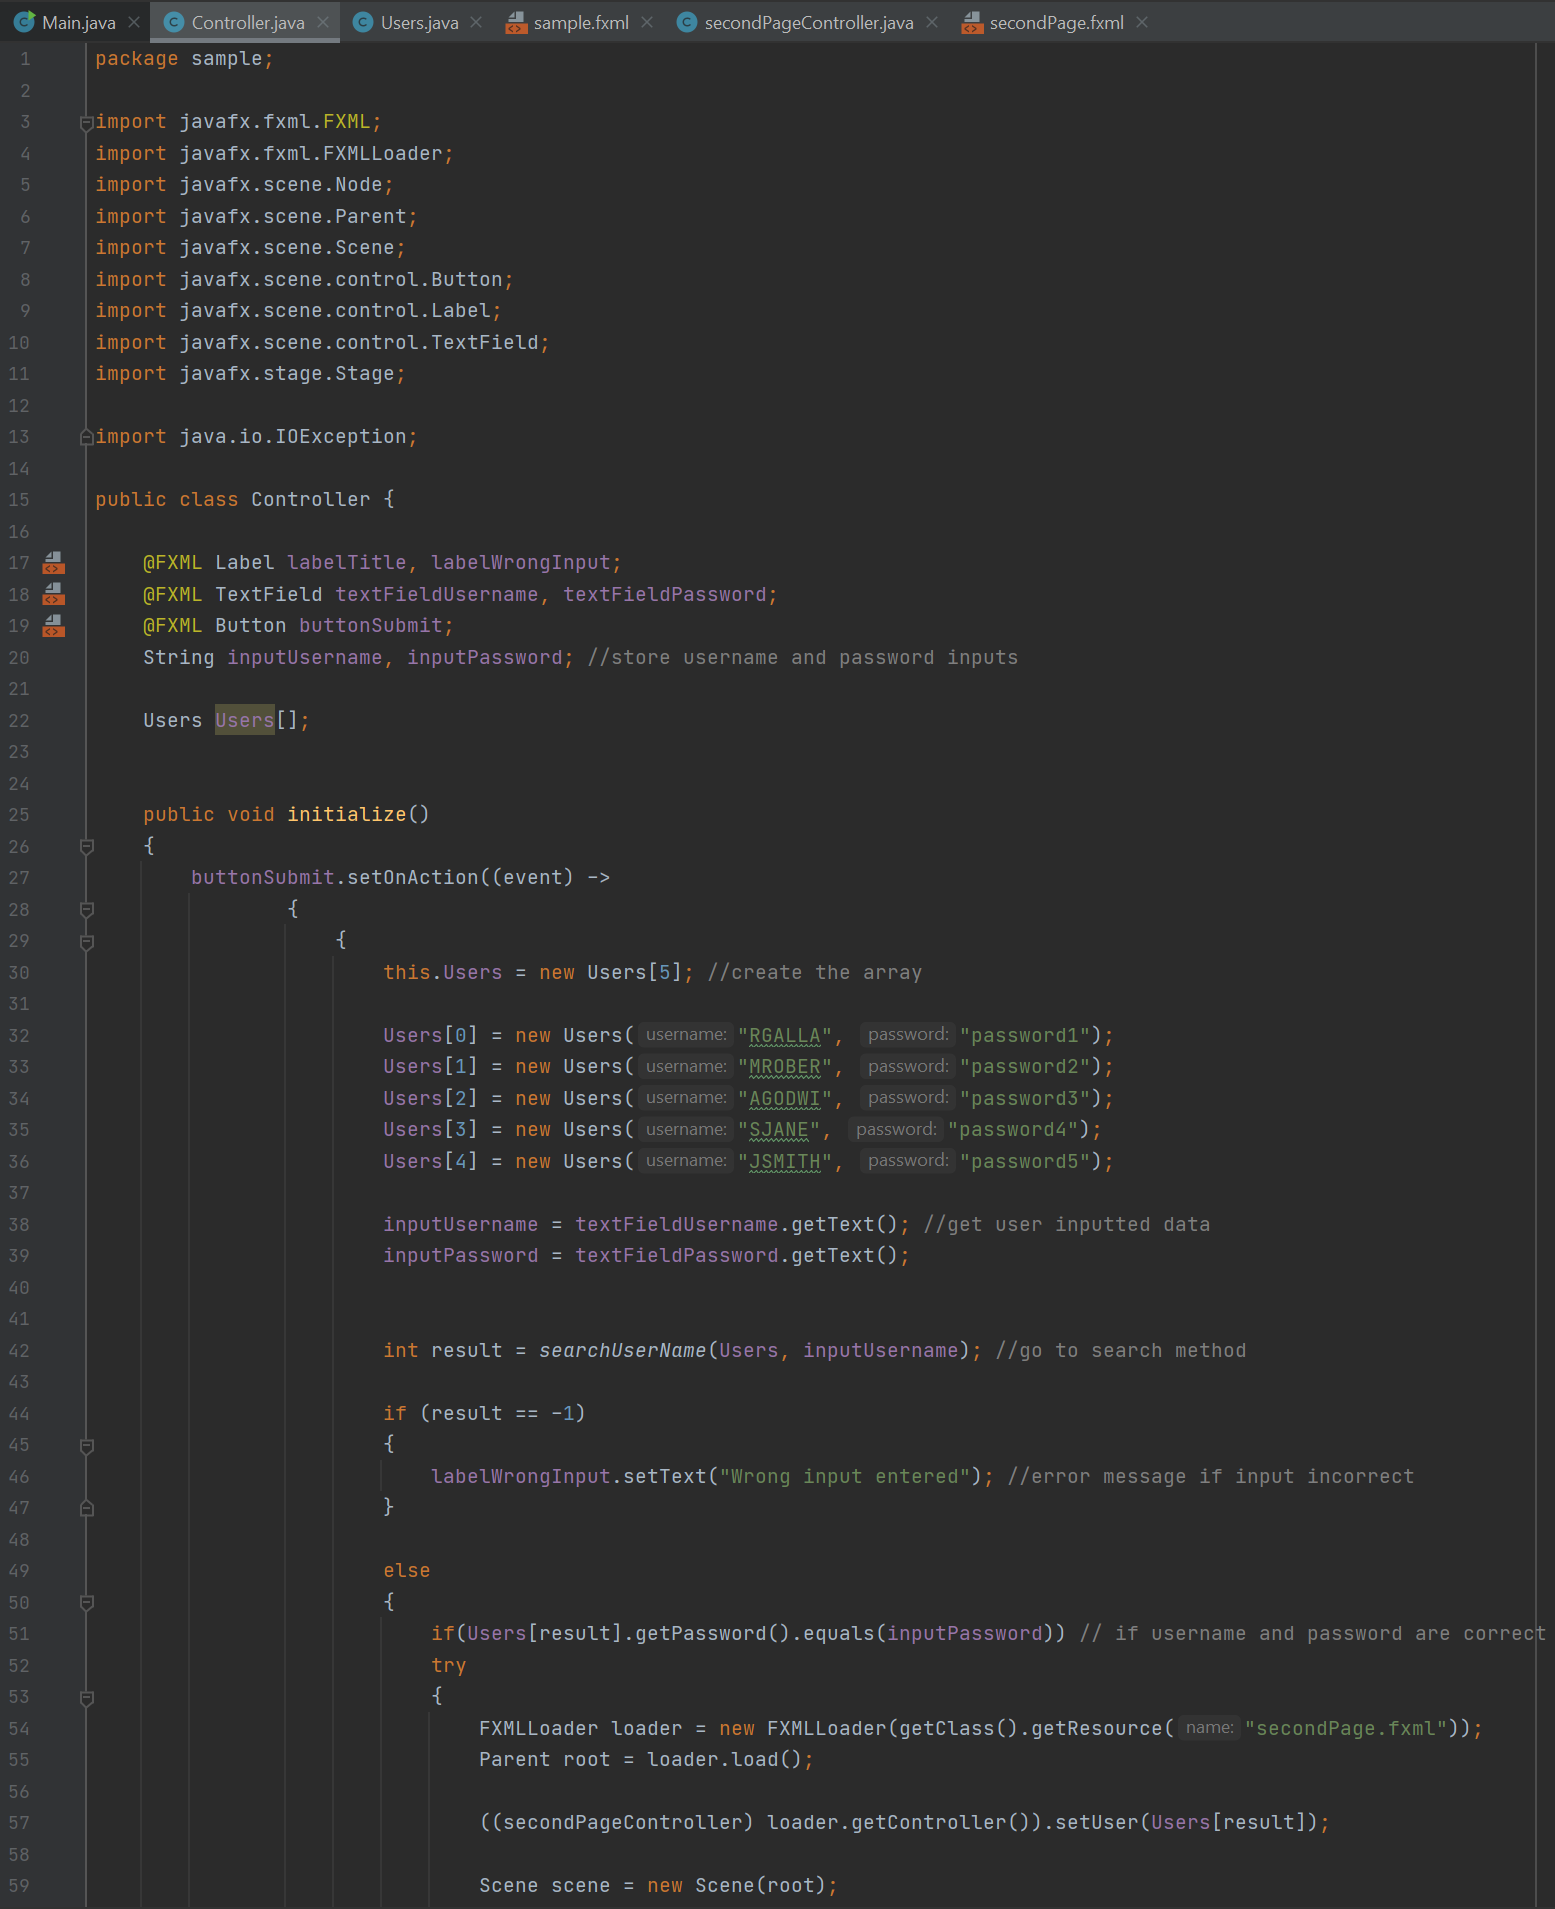 Main.java Controller.java Users.java sample.fxml secondPageController.java secondPage.fxml
1 package sample;
2
3 import javafx.fxml.FXML;
4 import javafx.fxml.FXMLLoader;
5 import javafx.scene.Node;
6 import javafx.scene.Parent;
7 import javafx.scene.Scene;
8 import javafx.scene.control.Button;
9 import javafx.scene.control.Label;
10 import javafx.scene.control.TextField;
11 import javafx.stage.Stage;
12
13 import java.io.IOException;
14
15 public class Controller {
16
17 @FXML Label labelTitle, labelWrongInput;
18 @FXML TextField textFieldUsername, textFieldPassword;
19 @FXML Button buttonSubmit;
20 String inputUsername, inputPassword; //store username and password inputs
21
22 Users Users[];
23
24
25 public void initialize()
26 {
27 buttonSubmit.setOnAction((event) ->
28 {
29 {
30 this.Users = new Users[5]; //create the array
31
32 Users[0] = new Users( username: "RGALLA", password: "password1");
33 Users[1] = new Users( username: "MROBER", password: "password2");
34 Users[2] = new Users( username: "AGODWI", password: "password3");
35 Users[3] = new Users( username: "SJANE", password: "password4");
36 Users[4] = new Users( username: "JSMITH", password: "password5");
37
38 inputUsername = textFieldUsername.getText(); //get user inputted data
39 inputPassword = textFieldPassword.getText();
40
41
42 int result = searchUserName(Users, inputUsername); //go to search method
43
44 if (result == -1)
45 {
46 labelWrongInput.setText("Wrong input entered"); //error message if input incorrect
47 }
48
49 else
50 {
51 if(Users[result].getPassword().equals(inputPassword)) // if username and password are correct
52 try
53 {
54 FXMLLoader loader = new FXMLLoader(getClass().getResource( name: "secondPage.fxml"));
55 Parent root = loader.load();
56
57 ((secondPageController) loader.getController()).setUser(Users[result]);
58
59 Scene scene = new Scene(root);